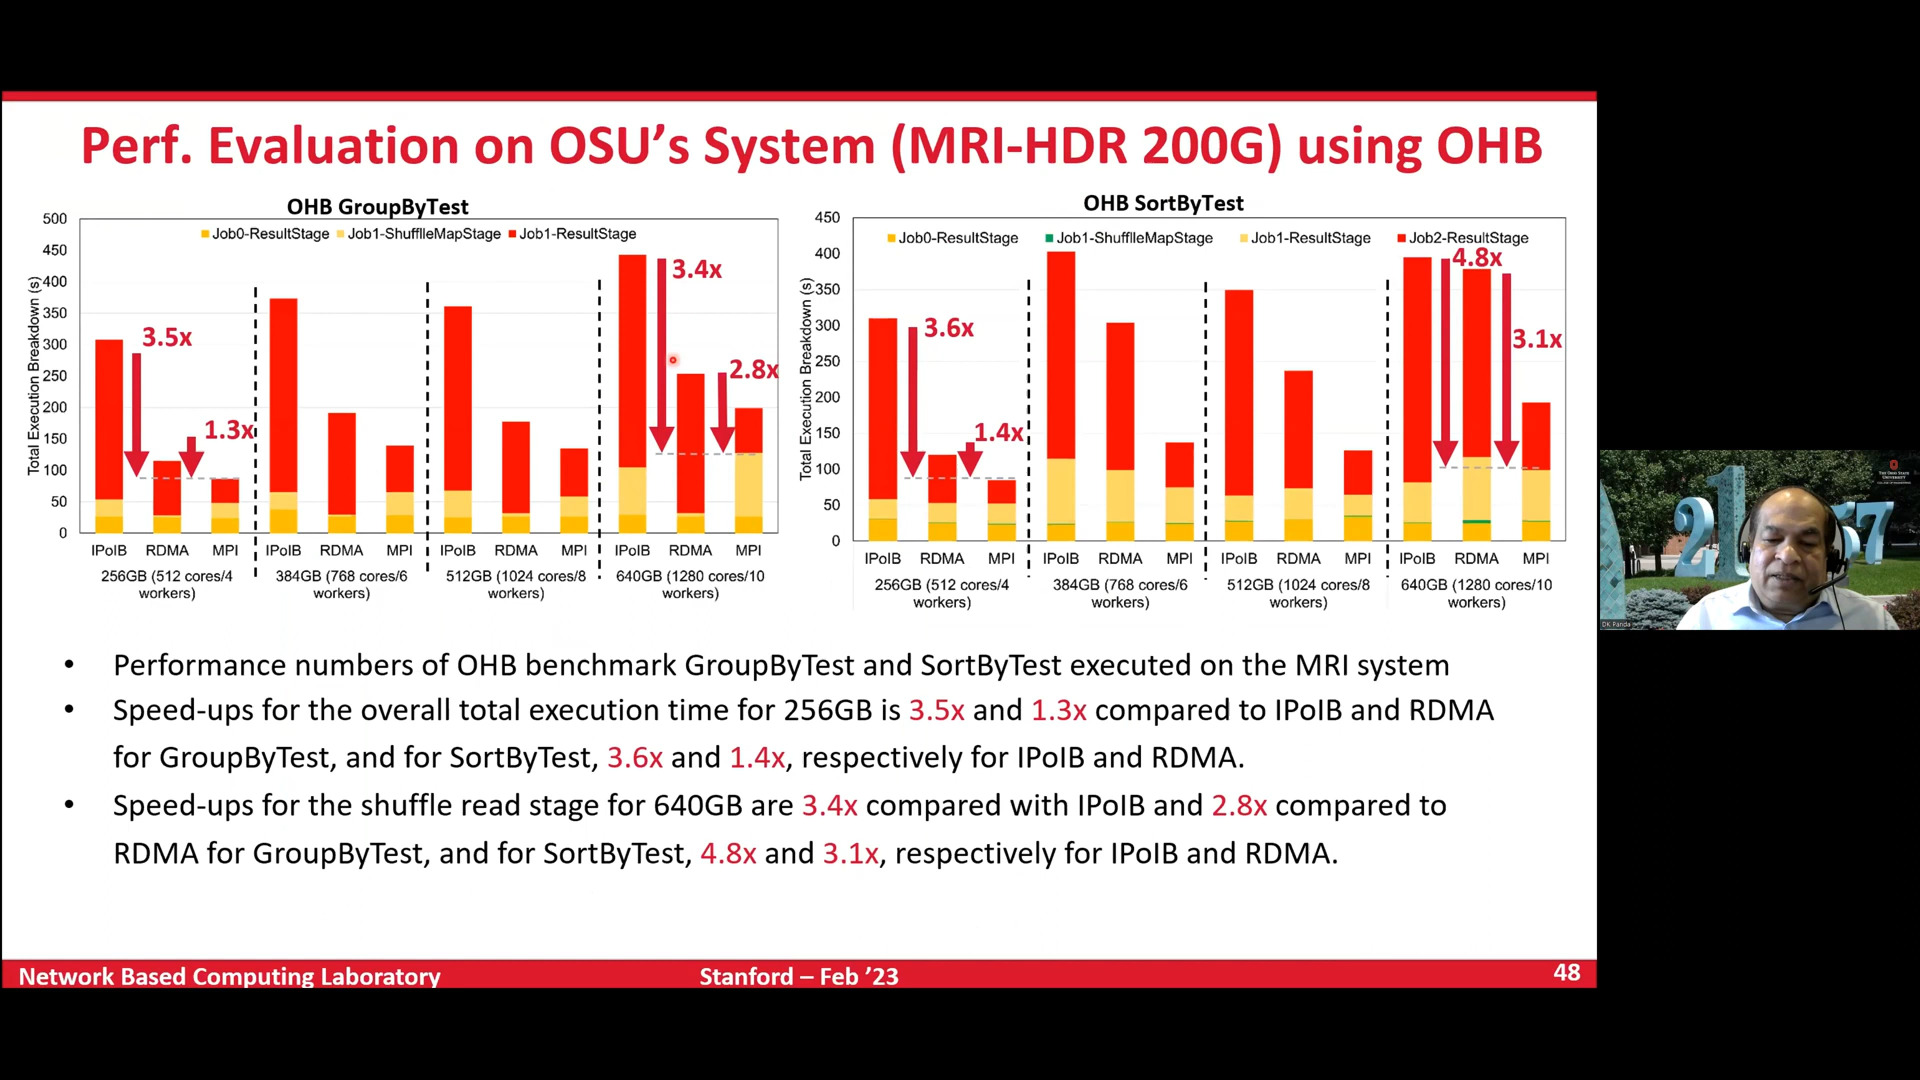 Perf. Evaluation on OSU's System (MRI-HDR 200G) using OHB
OHB GroupByTest
Job0-ResultStage Job1-ShufflleMapStage Job1-ResultStage
Total Execution Breakdown (s)
500
450
400
350
300
250
200
150
100
50
0
3.5x
1.3x
3.4x
2.8x
IPoIB RDMA MPI IPoIB RDMA MPI IPoIB RDMA MPI IPoIB RDMA MPI
256GB (512 cores/4 workers)
384GB (768 cores/6 workers)
512GB (1024 cores/8 workers)
640GB (1280 cores/10 workers)
OHB SortByTest
Job0-ResultStage Job1-ShufflleMapStage Job1-ResultStage Job2-ResultStage
Total Execution Breakdown (s)
450
400
350
300
250
200
150
100
50
0
3.6x
1.4x
4.8x
3.1x
IPoIB RDMA MPI IPoIB RDMA MPI IPoIB RDMA MPI IPoIB RDMA MPI
256GB (512 cores/4 workers)
384GB (768 cores/6 workers)
512GB (1024 cores/8 workers)
640GB (1280 cores/10 workers)
• Performance numbers of OHB benchmark GroupByTest and SortByTest executed on the MRI system
• Speed-ups for the overall total execution time for 256GB is 3.5x and 1.3x compared to IPoIB and RDMA
for GroupByTest, and for SortByTest, 3.6x and 1.4x, respectively for IPoIB and RDMA.
• Speed-ups for the shuffle read stage for 640GB are 3.4x compared with IPoIB and 2.8x compared to
RDMA for GroupByTest, and for SortByTest, 4.8x and 3.1x, respectively for IPoIB and RDMA.
Network Based Computing Laboratory
Stanford – Feb '23
48
THE OHIO STATE
UNIVERSITY
DK Panda